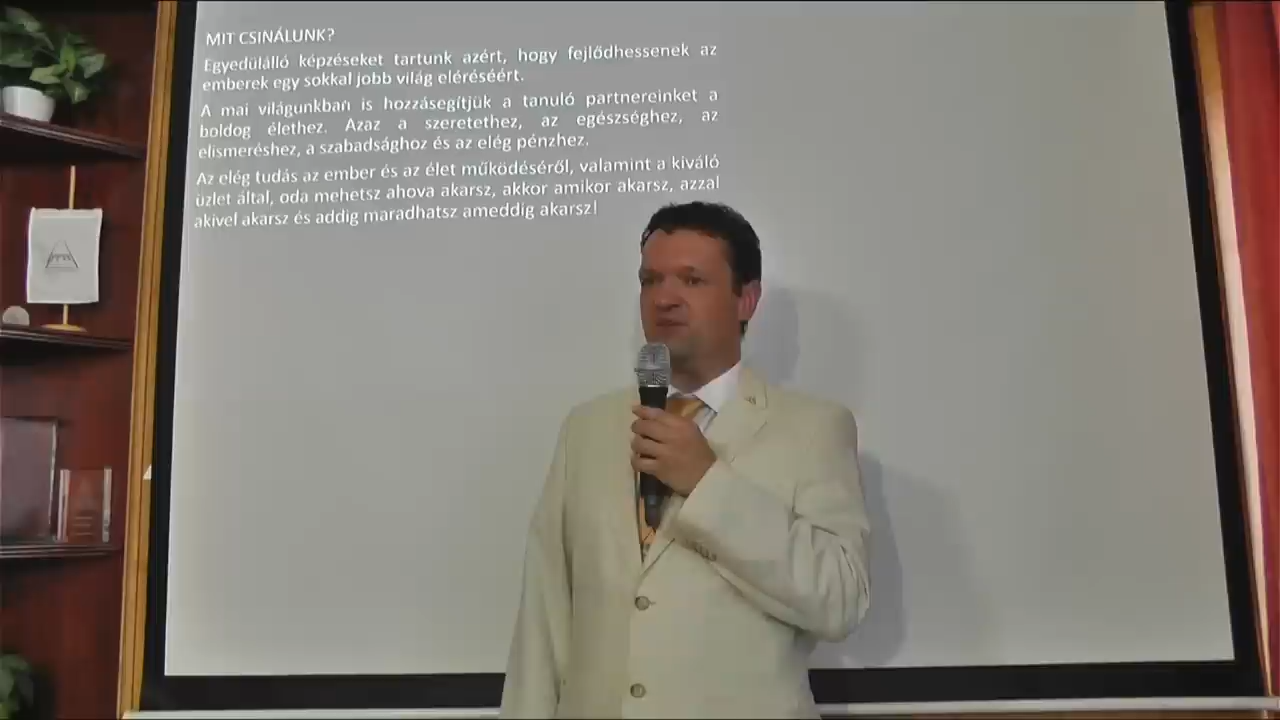 MIT CSINÁLUNK?
Egyedülálló képzéseket tartunk azért, hogy fejlődhessenek az
emberek egy sokkal jobb világ eléréséért.
A mai világunkban is hozzásegítjük a tanuló partnereinket a
boldog élethez. Azaz a szeretethez, az egészséghez, az
elismeréshez, a szabadsághoz és az elég pénzhez.
Az elég tudás az ember és az élet működéséről, valamint a kiváló
üzlet által, oda mehetsz ahova akarsz, akkor amikor akarsz, azzal
akivel akarsz és addig maradhatsz ameddig akarsz!